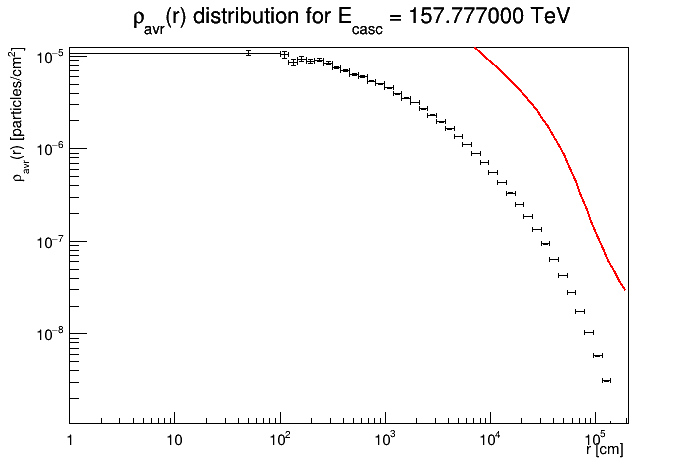 ρavr(r) distribution for Ecasc = 157.777000 TeV
ρavr(r) [particles/cm²]
10⁻⁵
10⁻⁶
10⁻⁷
10⁻⁸
1 10 10² 10³ 10⁴ 10⁵
r [cm]